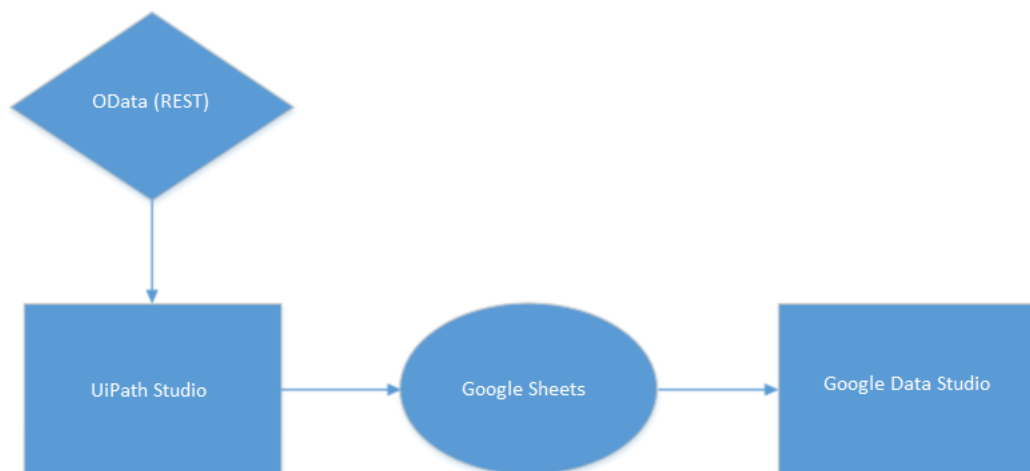 OData (REST)
UiPath Studio
Google Sheets
Google Data Studio